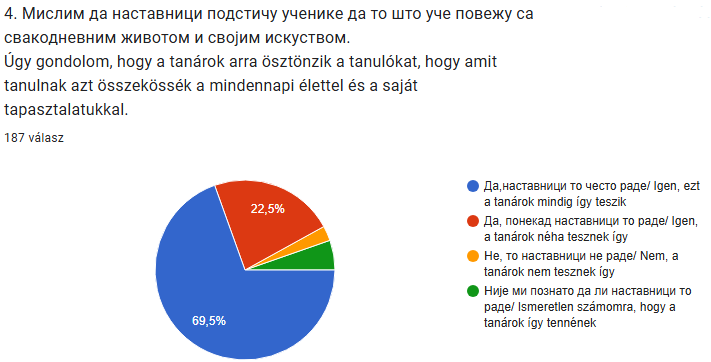 4. Мислим да наставници подстичу ученике да то што уче повежу са
свакодневним животом и својим искуством.
Úgy gondolom, hogy a tanárok arra ösztönzik a tanulókat, hogy amit
tanulnak azt összekössék a mindennapi élettel és a saját
tapasztalatukkal.
187 válasz
22,5%
69,5%
Да,наставници то често раде/ Igen, ezt
a tanárok mindig így teszik
Да, понекад наставници то раде/ Igen,
a tanárok néha tesznek így
Не, то наставници не раде/ Nem, a
tanárok nem tesznek így
Није ми познато да ли наставници то
раде/ Ismeretlen számomra, hogy a
tanárok így tennének